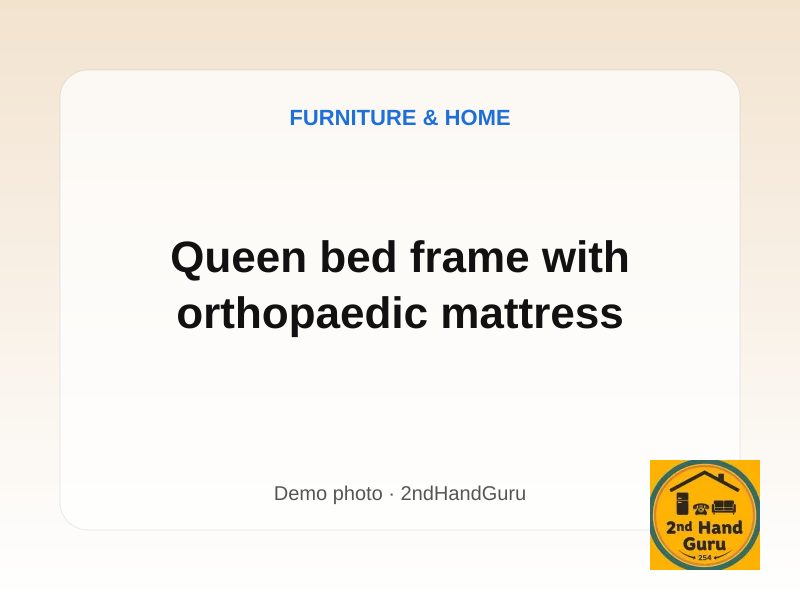 FURNITURE & HOME
Queen bed frame with
orthopaedic mattress
Demo photo · 2ndHandGuru
2nd Hand
Guru
254